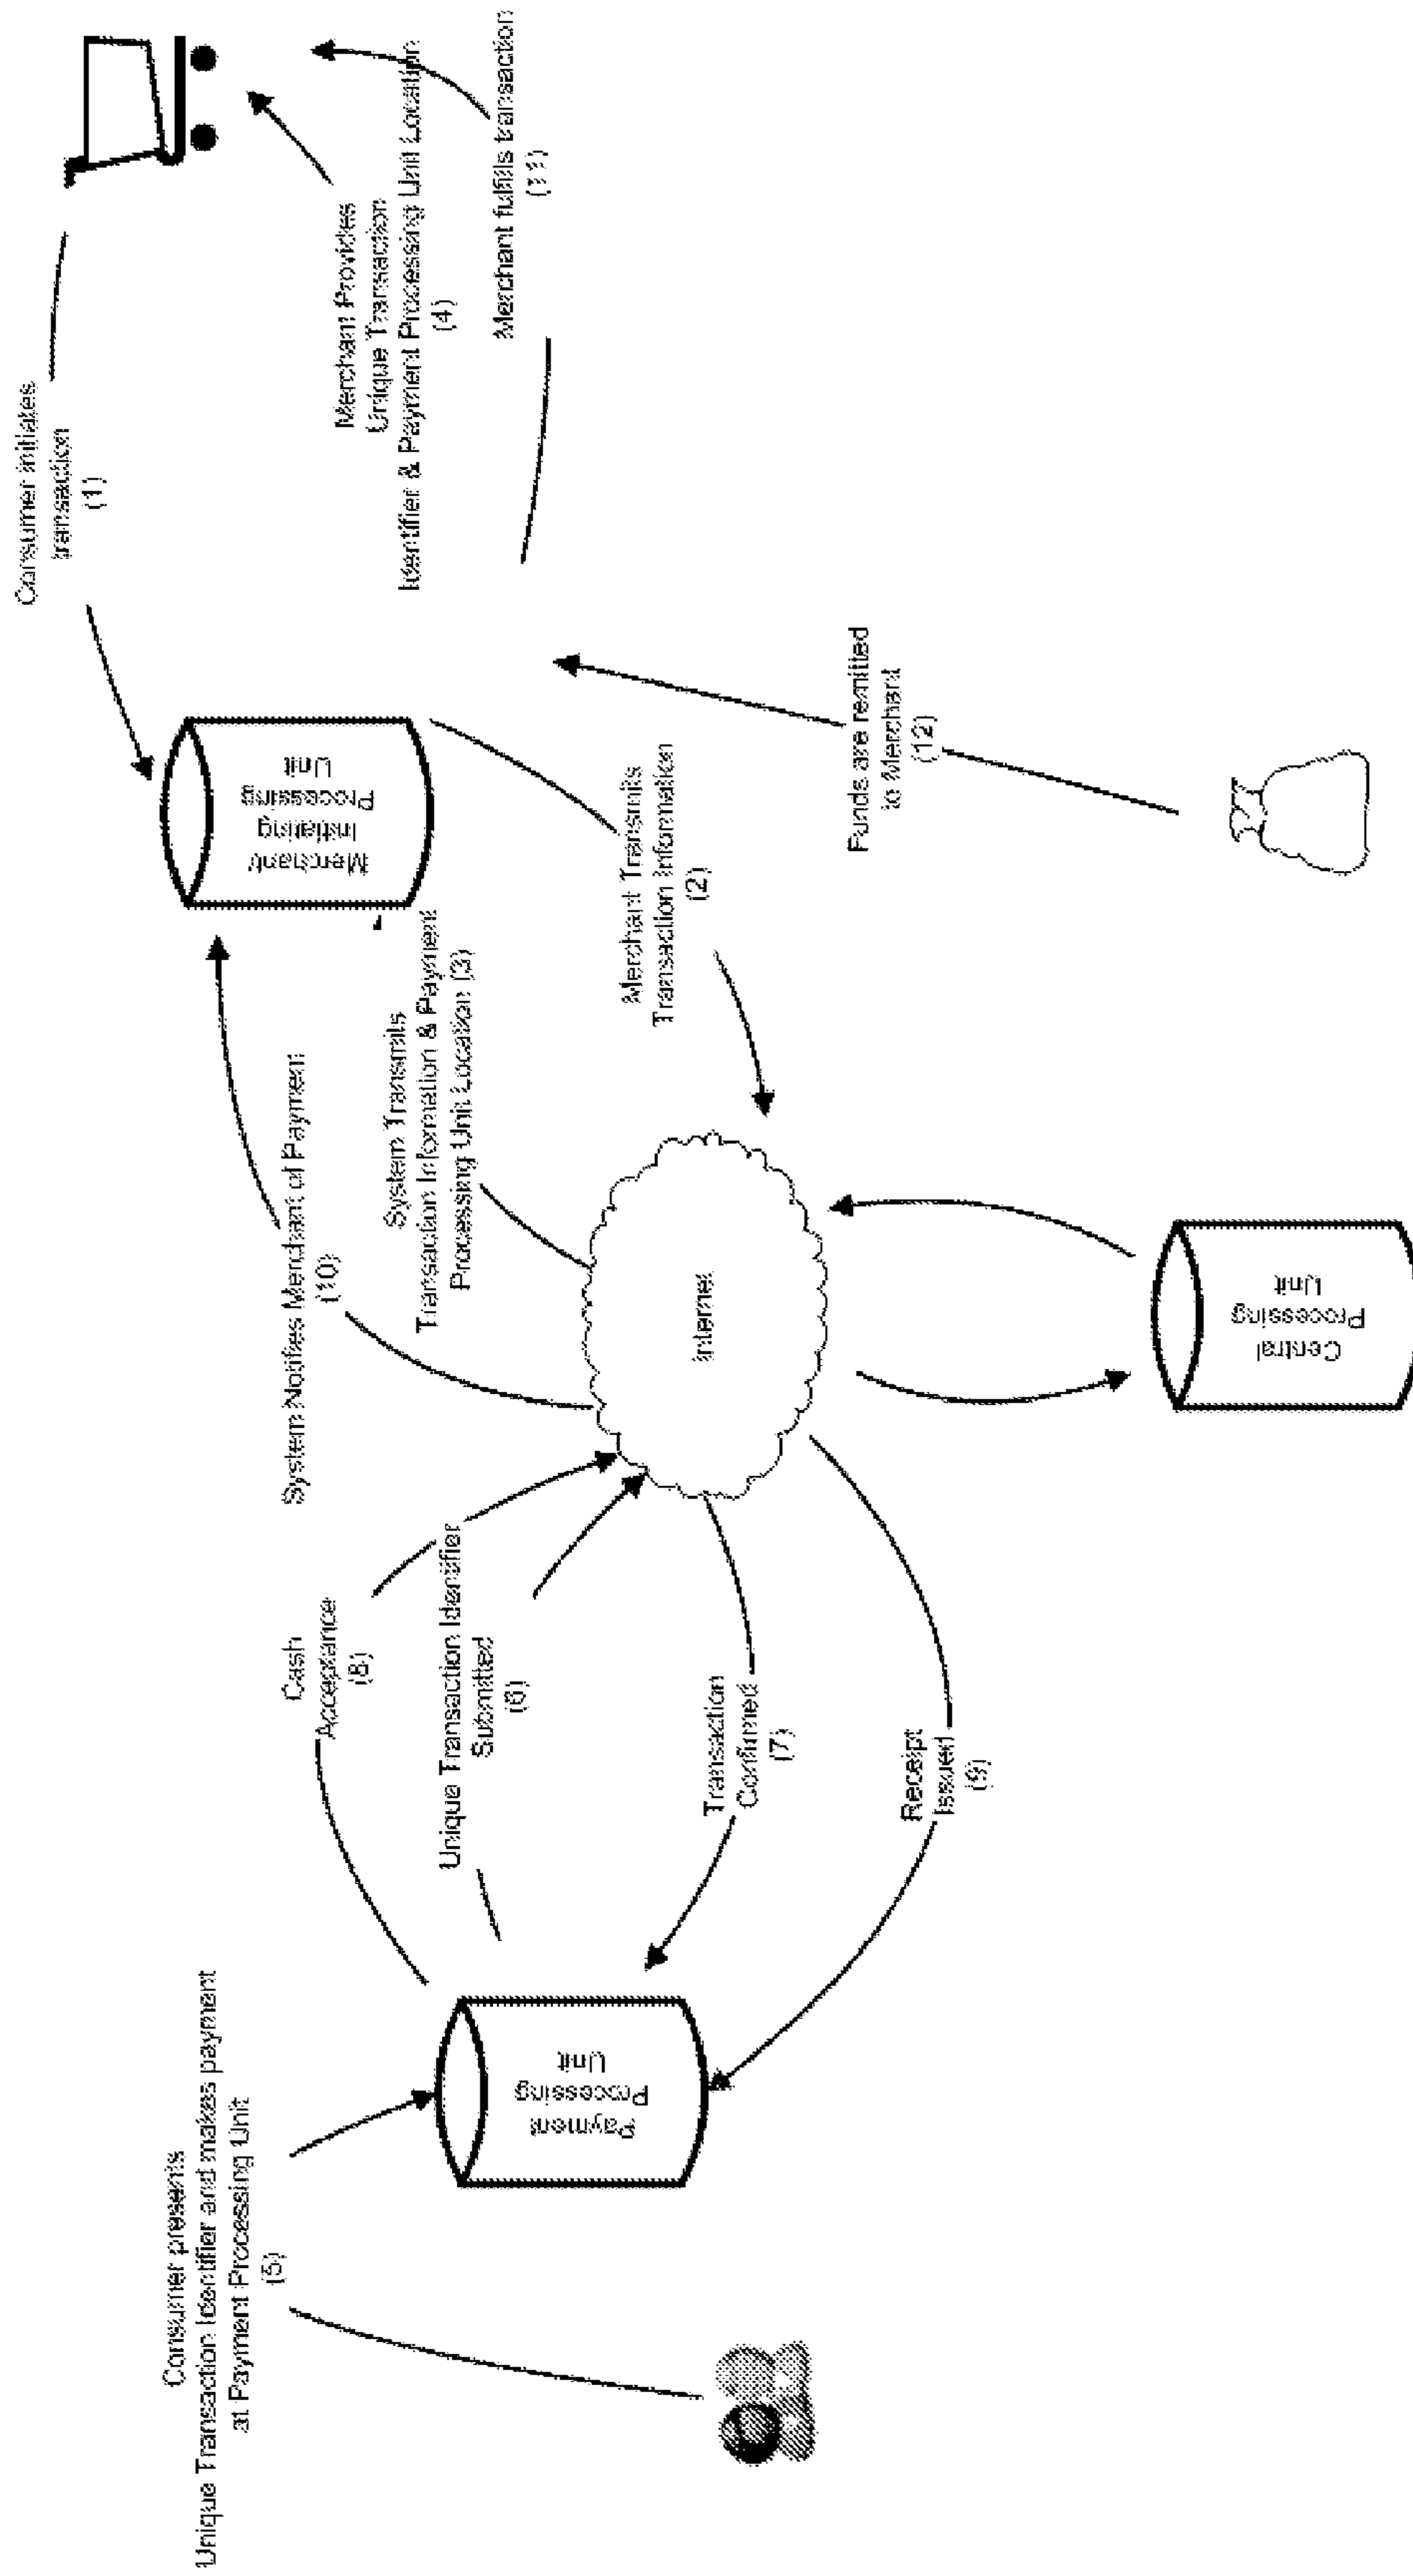 Consumer presents
Unique Transaction Identifier and makes payment
at Payment Processing Unit
(5)
Payment
Processing
Unit
Cash
Acceptance
(8)
Unique Transaction Identifier
Submitted
(6)
Transaction
Confirmed
(7)
Receipt
Issued
(9)
System Notifies Merchant of Payment
(10)
System Transmits
Transaction Information & Payment
Processing Unit Location (3)
Internet
Central
Processing
Unit
Merchant/
Initiating
Processing
Unit
Merchant Transmits
Transaction Information
(2)
Funds are remitted
to Merchant
(12)
Consumer initiates
transaction
(1)
Merchant Provides
Unique Transaction
Identifier & Payment Processing Unit Location
(4)
Merchant fulfills transaction
(11)